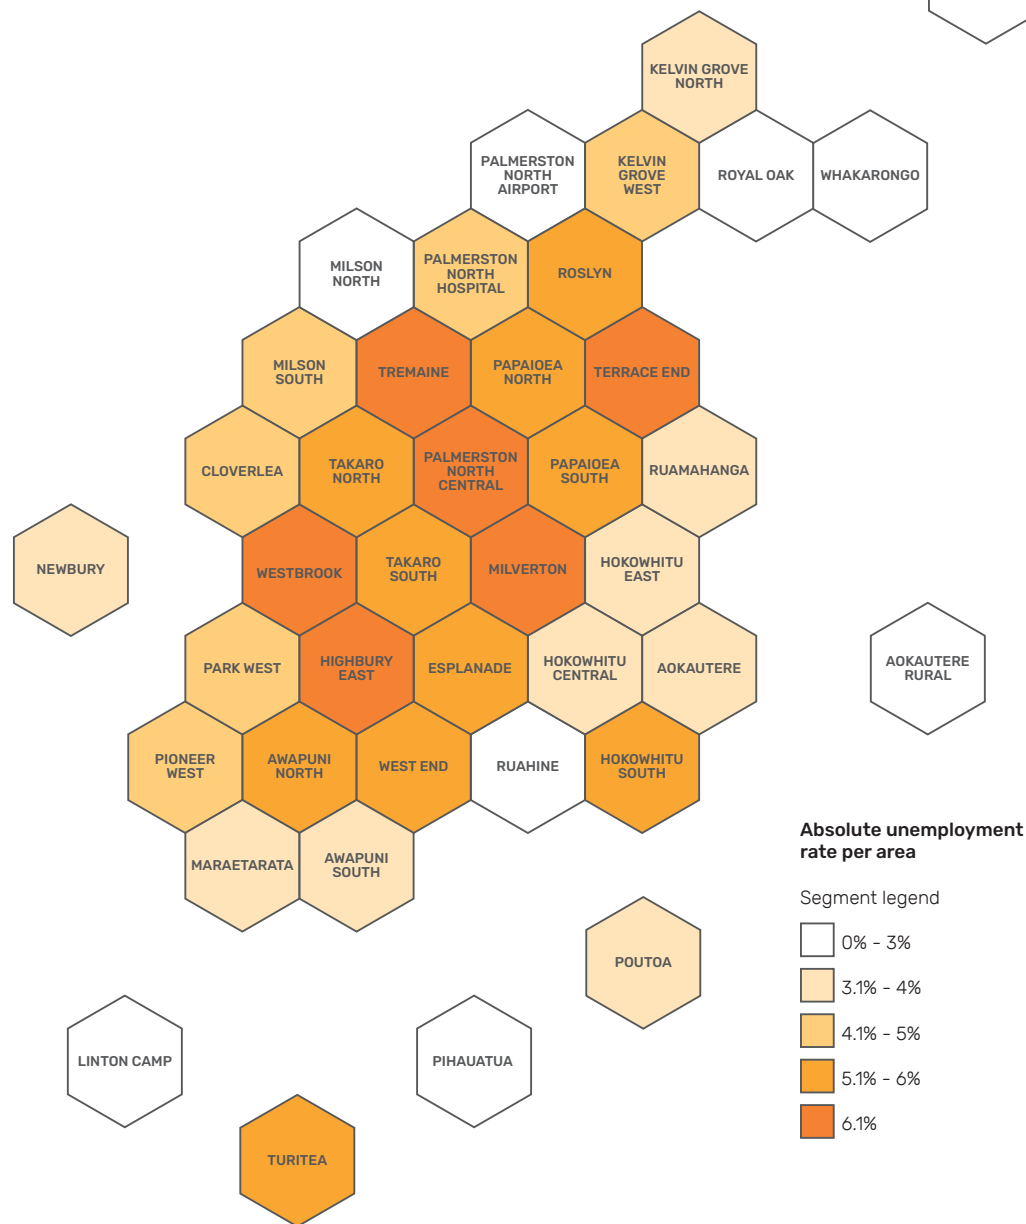 KELVIN GROVE
NORTH
PALMERSTON
NORTH
AIRPORT
KELVIN
GROVE
WEST
ROYAL OAK
WHAKARONGO
MILSON
NORTH
PALMERSTON
NORTH
HOSPITAL
ROSLYN
MILSON
SOUTH
TREMAINE
PAPAIOEA
NORTH
TERRACE END
CLOVERLEA
TAKARO
NORTH
PALMERSTON
NORTH
CENTRAL
PAPAIOEA
SOUTH
RUAMAHANGA
NEWBURY
WESTBROOK
TAKARO
SOUTH
MILVERTON
HOKOWHITU
EAST
PARK WEST
HIGHBURY
EAST
ESPLANADE
HOKOWHITU
CENTRAL
AOKAUTERE
AOKAUTERE
RURAL
PIONEER
WEST
AWAPUNI
NORTH
WEST END
RUAHINE
HOKOWHITU
SOUTH
MARAETARATA
AWAPUNI
SOUTH
POUTOA
LINTON CAMP
PIHAUATUA
TURITEA
Absolute unemployment
rate per area
Segment legend
0% - 3%
3.1% - 4%
4.1% - 5%
5.1% - 6%
6.1%